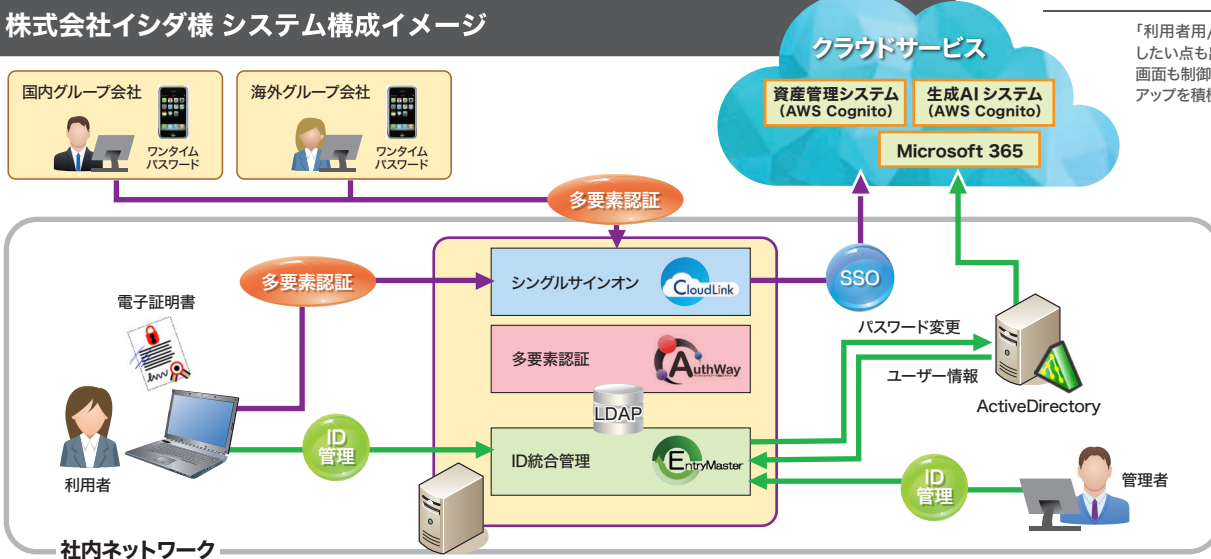 株式会社イシダ様 システム構成イメージ
「利用者用/
したい点も
画面も制御
アップを積
クラウドサービス
資産管理システム
(AWS Cognito)
生成AI システム
(AWS Cognito)
Microsoft 365
国内グループ会社
ワンタイム
パスワード
海外グループ会社
ワンタイム
パスワード
多要素認証
多要素認証
シングルサインオン
CloudLink
SSO
電子証明書
パスワード変更
多要素認証
AuthWay
ユーザー情報
LDAP
ActiveDirectory
ID
管理
ID統合管理
EntryMaster
利用者
ID
管理
管理者
社内ネットワーク